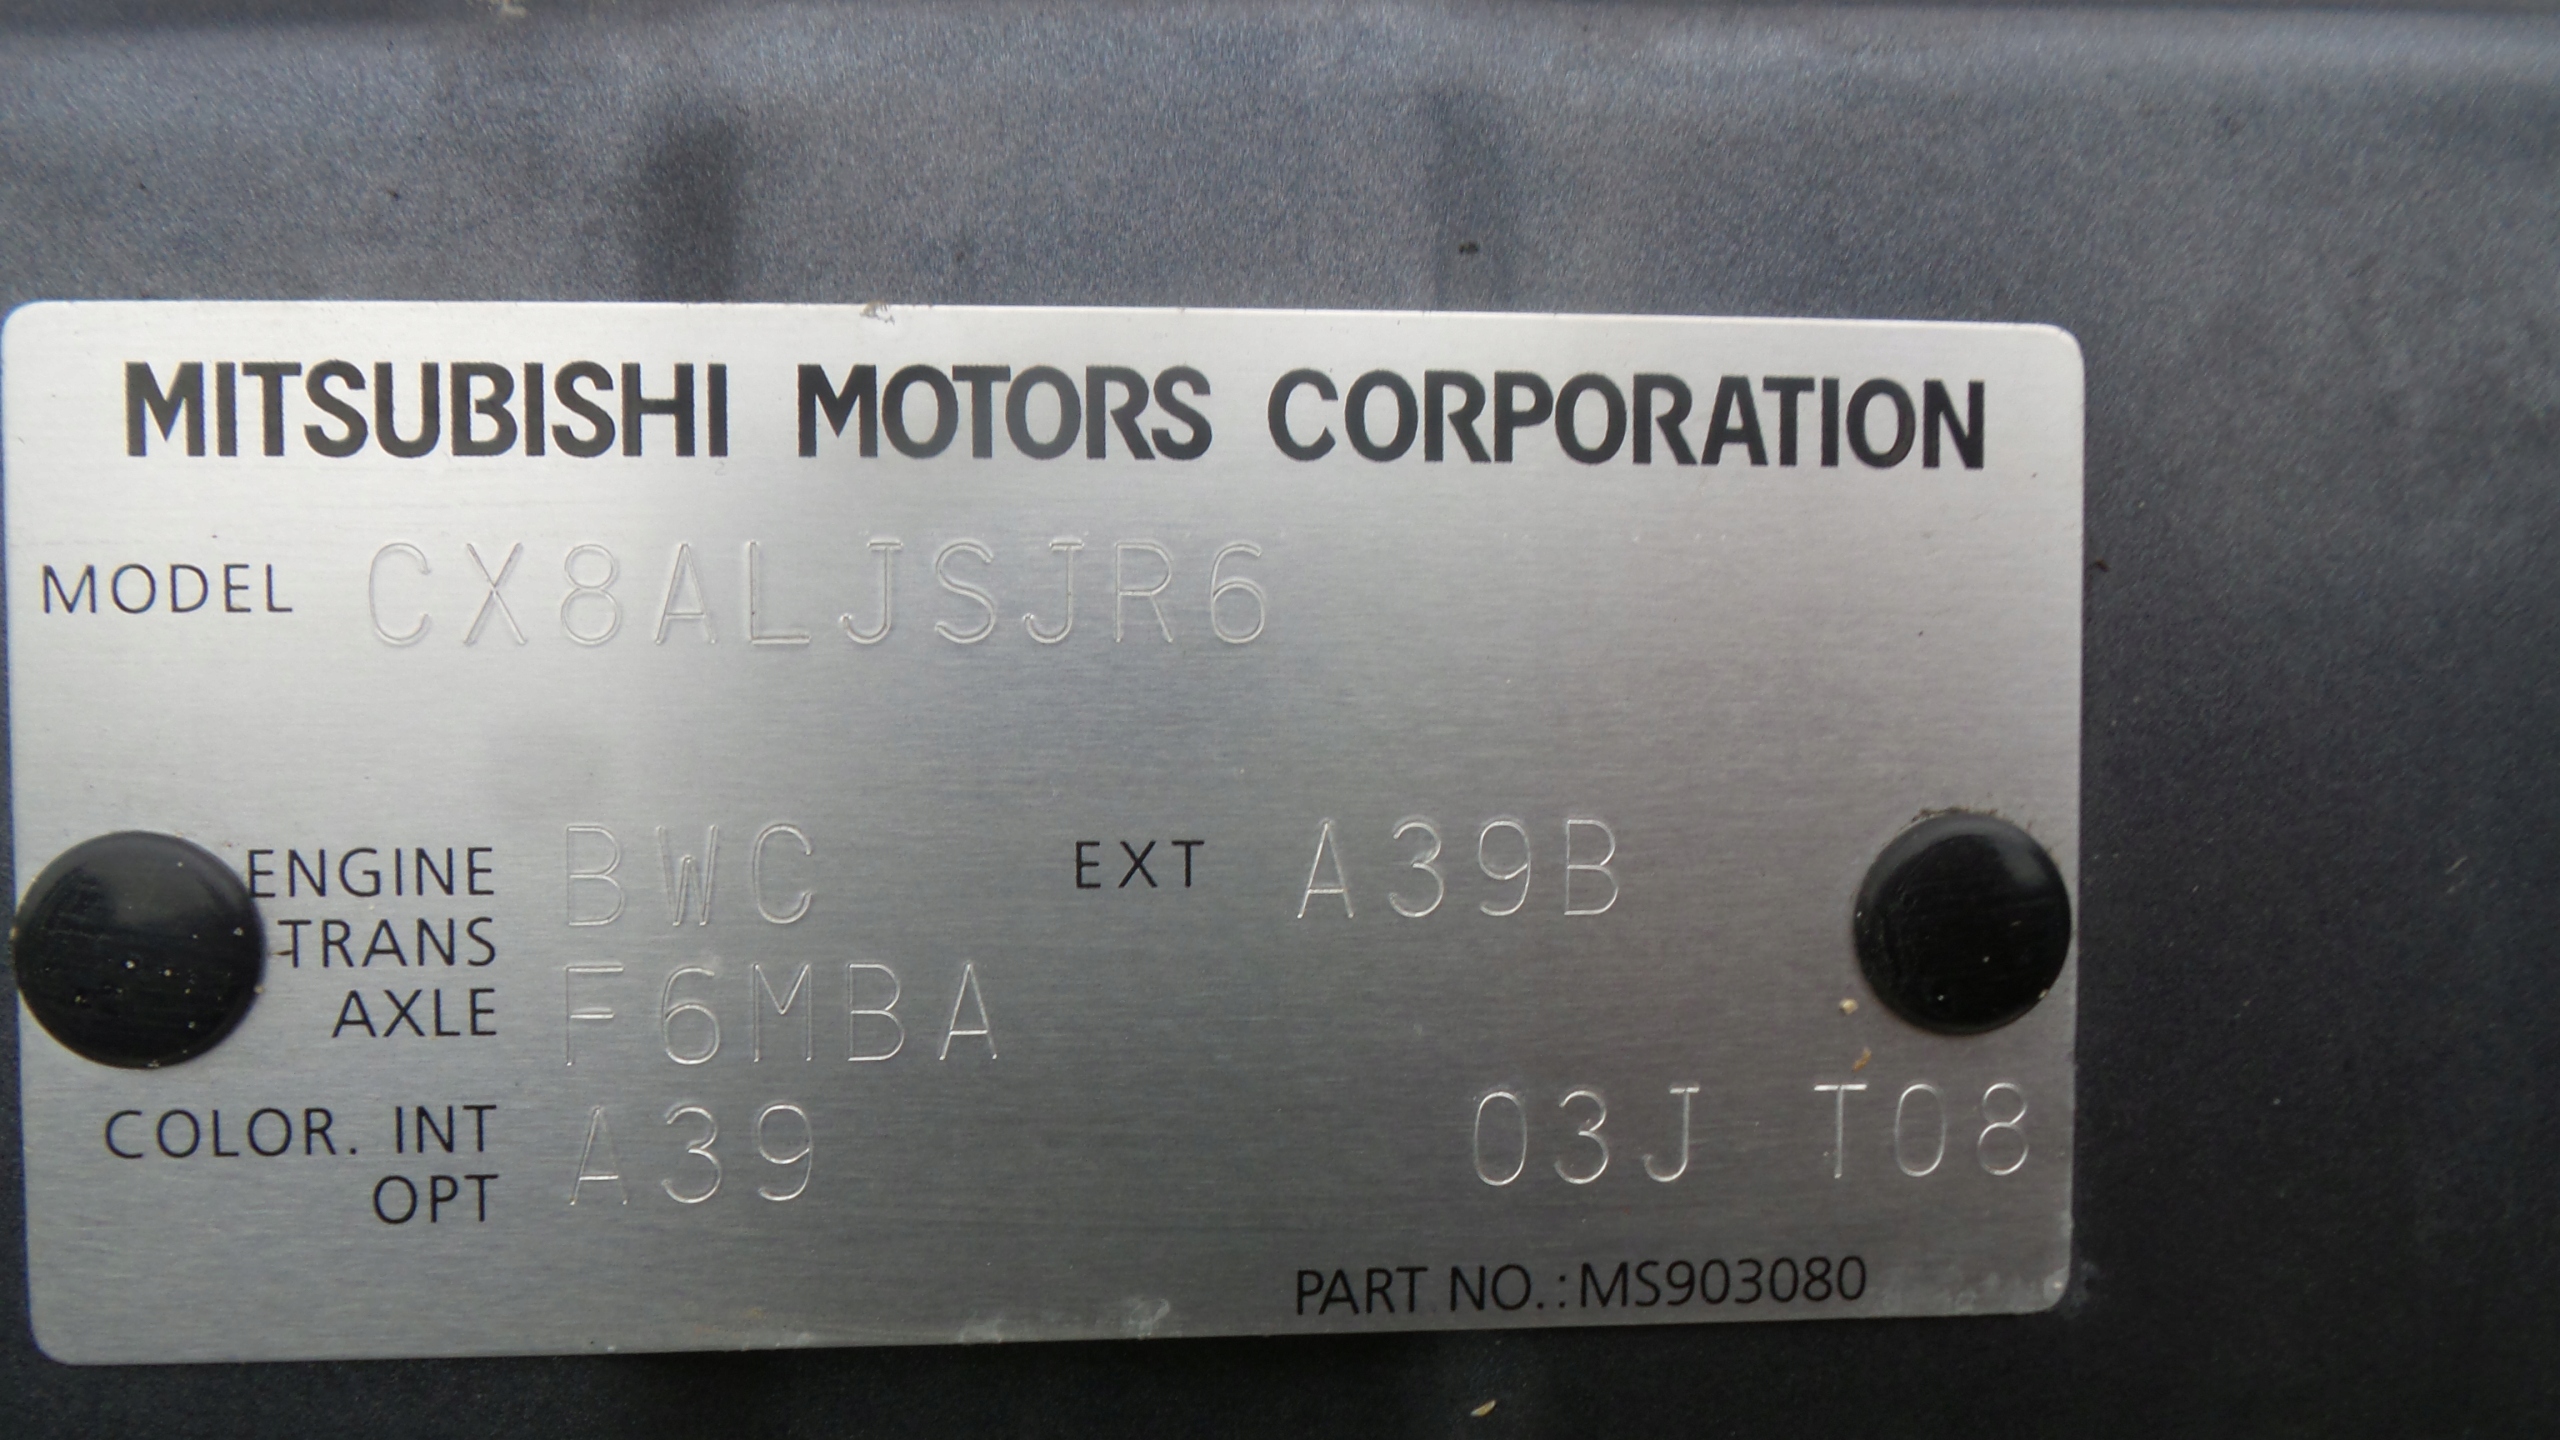 MITSUBISHI MOTORS CORPORATION
MODEL CX8ALJSJR6
ENGINE BWC EXT A39B
TRANS
AXLE F6MBA
COLOR. INT A39 03J T08
OPT
PART NO.:MS903080